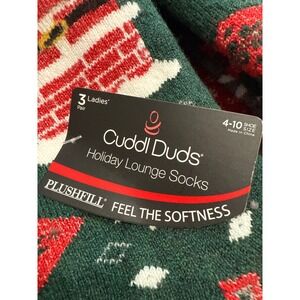 3 Ladies'
Pair
4-10 SHOE SIZE
Made in China
Cuddl Duds®
Holiday Lounge Socks
PLUSHFILL® FEEL THE SOFTNESS